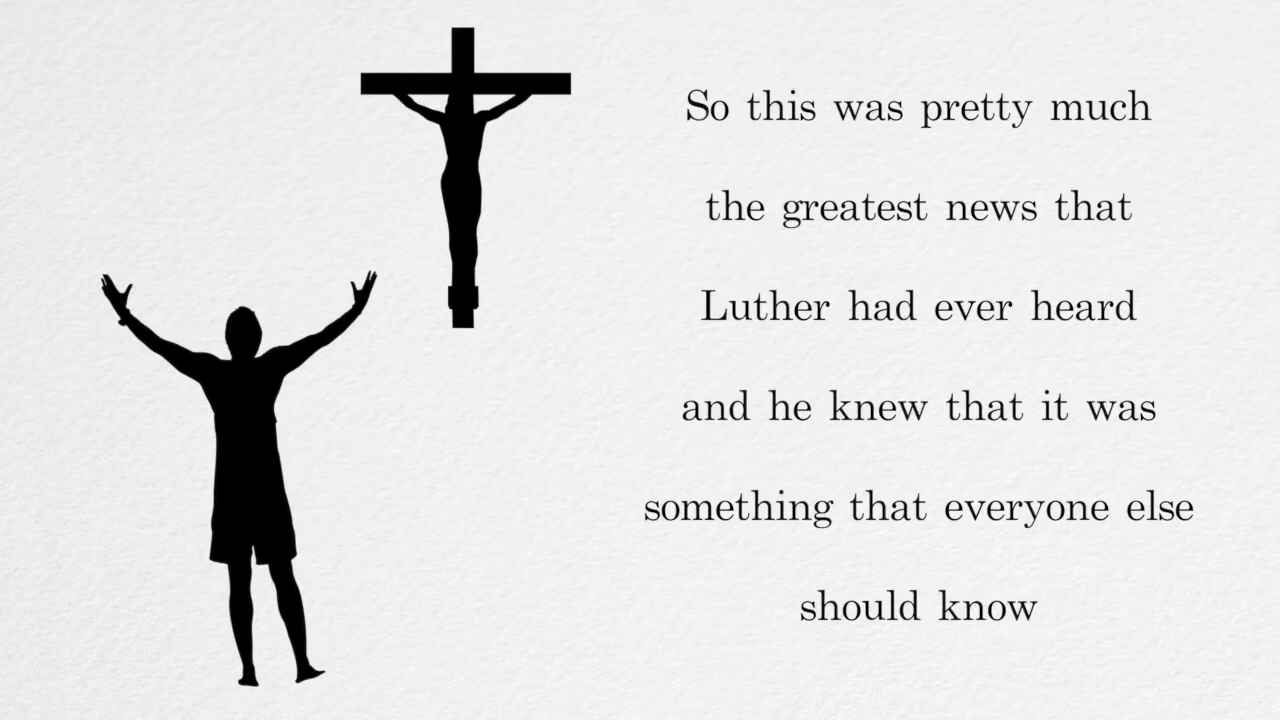 So this was pretty much
the greatest news that
Luther had ever heard
and he knew that it was
something that everyone else
should know